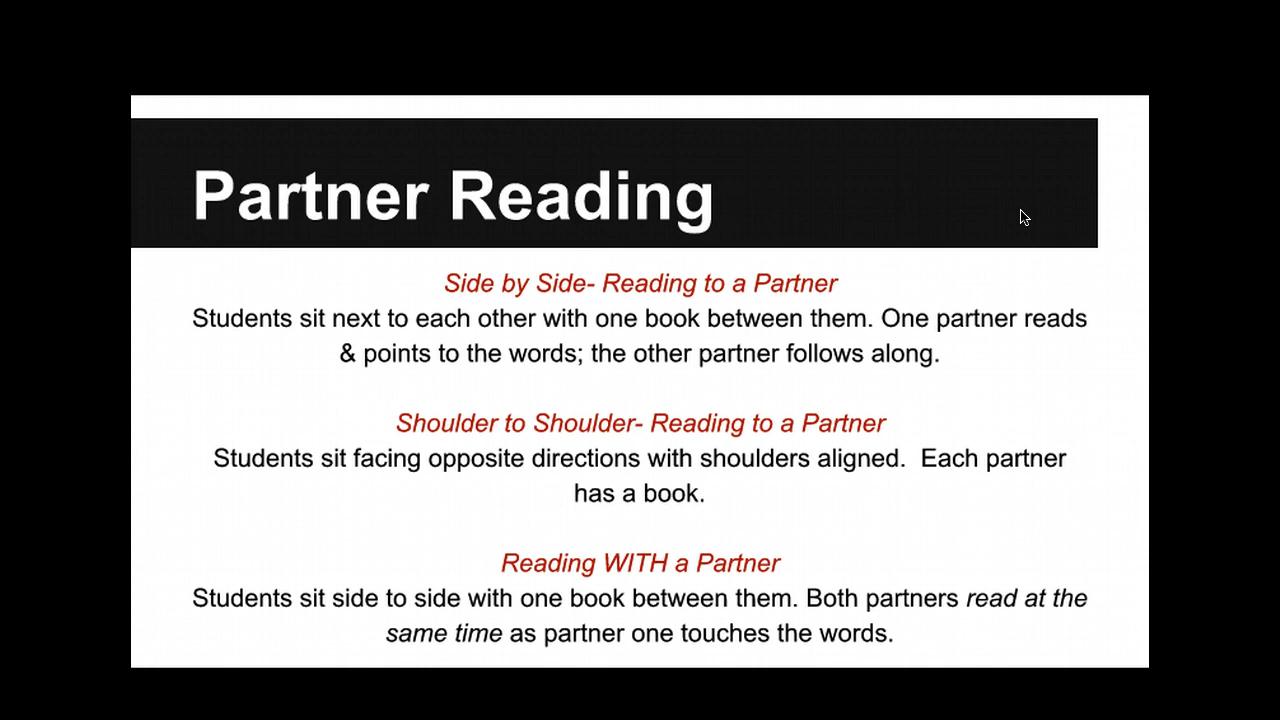 Partner Reading
Side by Side- Reading to a Partner
Students sit next to each other with one book between them. One partner reads
& points to the words; the other partner follows along.
Shoulder to Shoulder- Reading to a Partner
Students sit facing opposite directions with shoulders aligned.  Each partner
has a book.
Reading WITH a Partner
Students sit side to side with one book between them. Both partners read at the
same time as partner one touches the words.